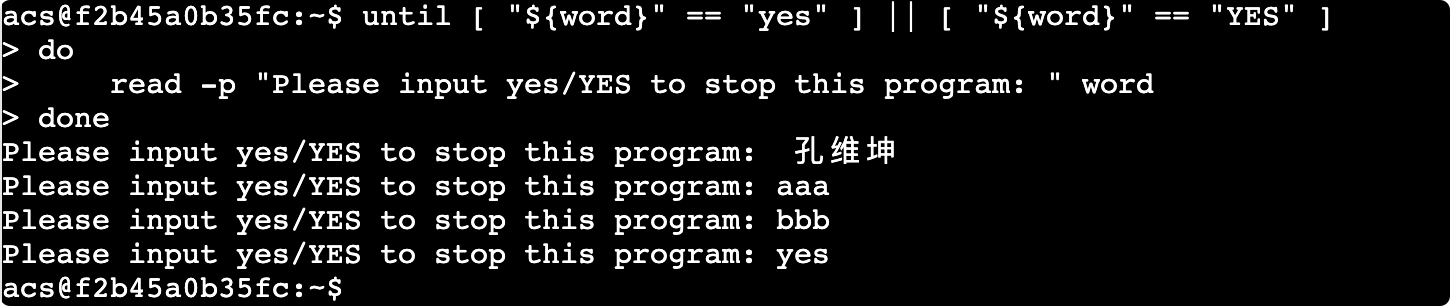 acs@f2b45a0b35fc:~$ until [ "${word}" == "yes" ] || [ "${word}" == "YES" ]
> do
>     read -p "Please input yes/YES to stop this program: " word
> done
Please input yes/YES to stop this program:  孔维坤
Please input yes/YES to stop this program: aaa
Please input yes/YES to stop this program: bbb
Please input yes/YES to stop this program: yes
acs@f2b45a0b35fc:~$